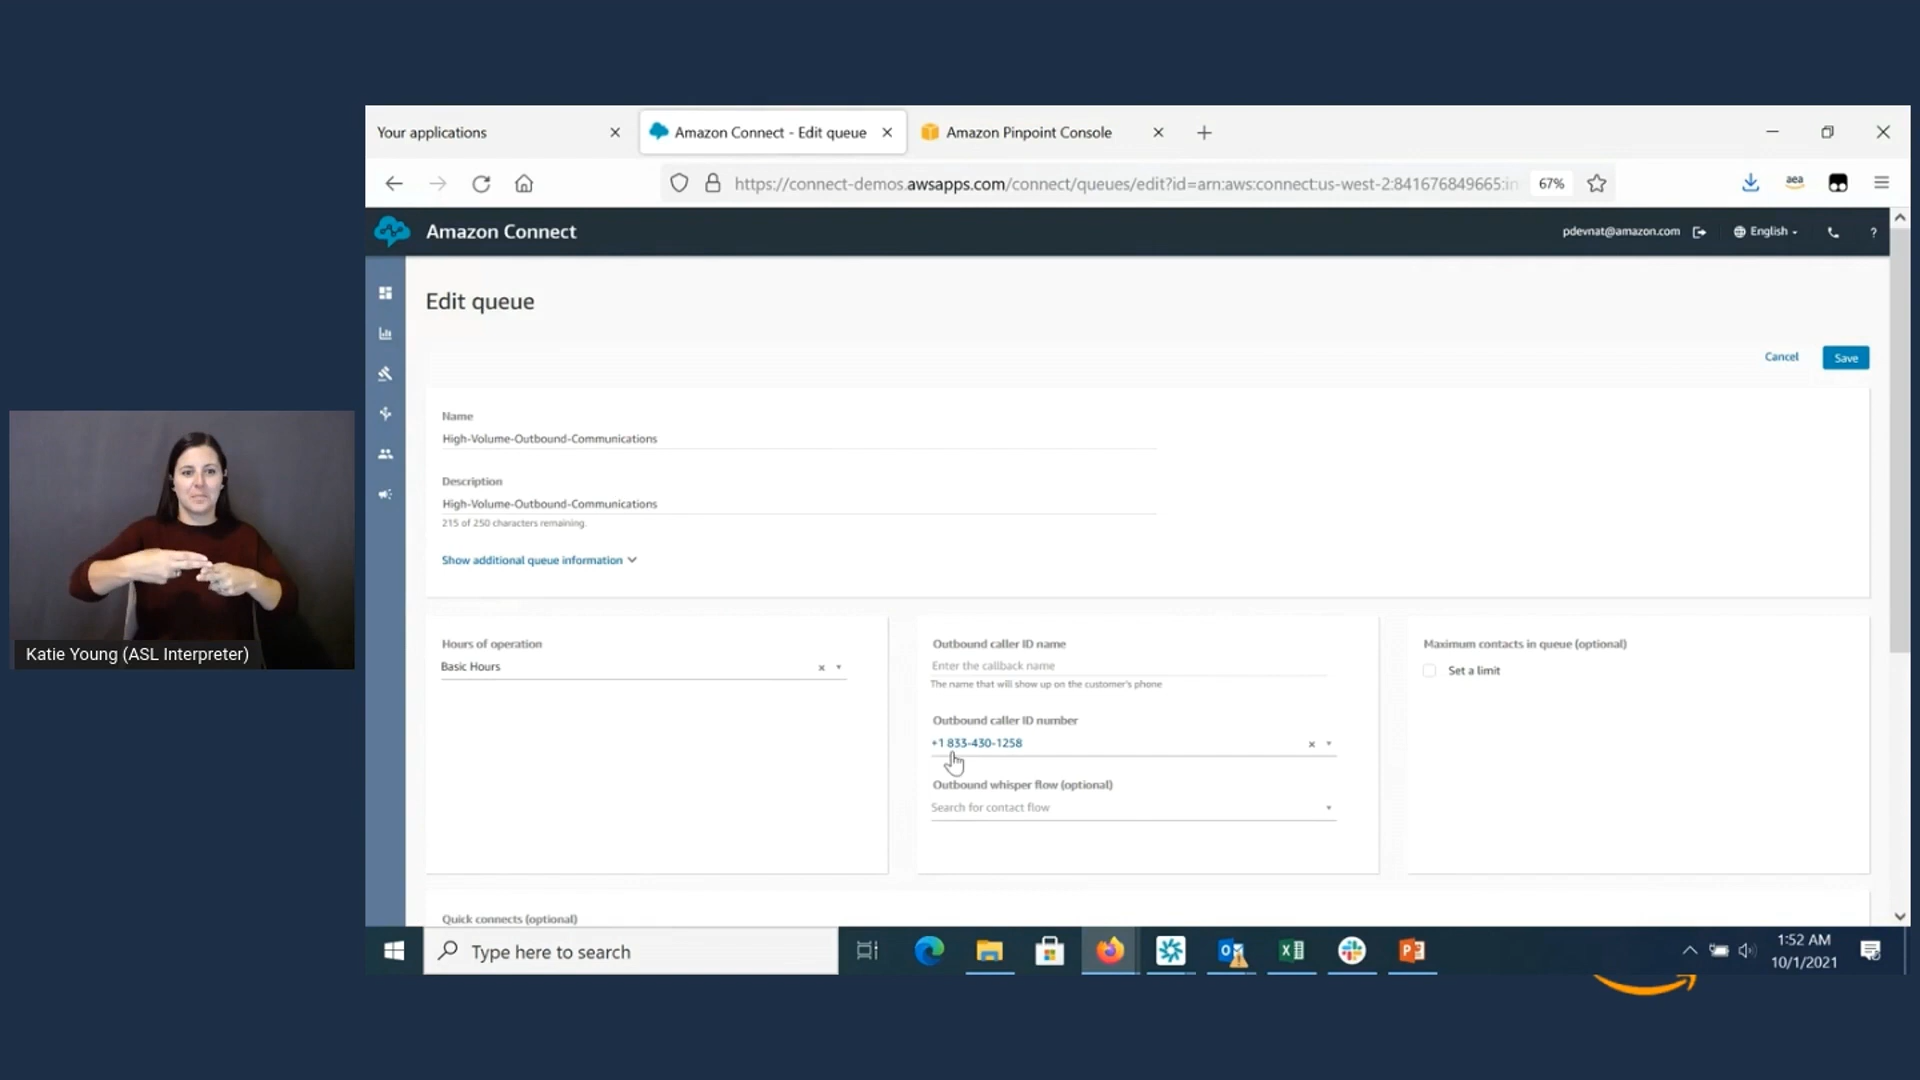 Your applications
Amazon Connect - Edit queue
Amazon Pinpoint Console
https://connect-demos.awsapps.com/connect/queues/edit?id=arn:aws:connect:us-west-2:841676849665:in
67%
aea
Amazon Connect
pdevnat@amazon.com
English
?
Edit queue
Cancel
Save
Name
High-Volume-Outbound-Communications
Description
High-Volume-Outbound-Communications
215 of 250 characters remaining.
Show additional queue information
Hours of operation
Basic Hours
Outbound caller ID name
Enter the callback name
The name that will show up on the customer's phone
Outbound caller ID number
+1 833-430-1258
Outbound whisper flow (optional)
Search for contact flow
Maximum contacts in queue (optional)
Set a limit
Quick connects (optional)
Katie Young (ASL Interpreter)
Type here to search
1:52 AM
10/1/2021